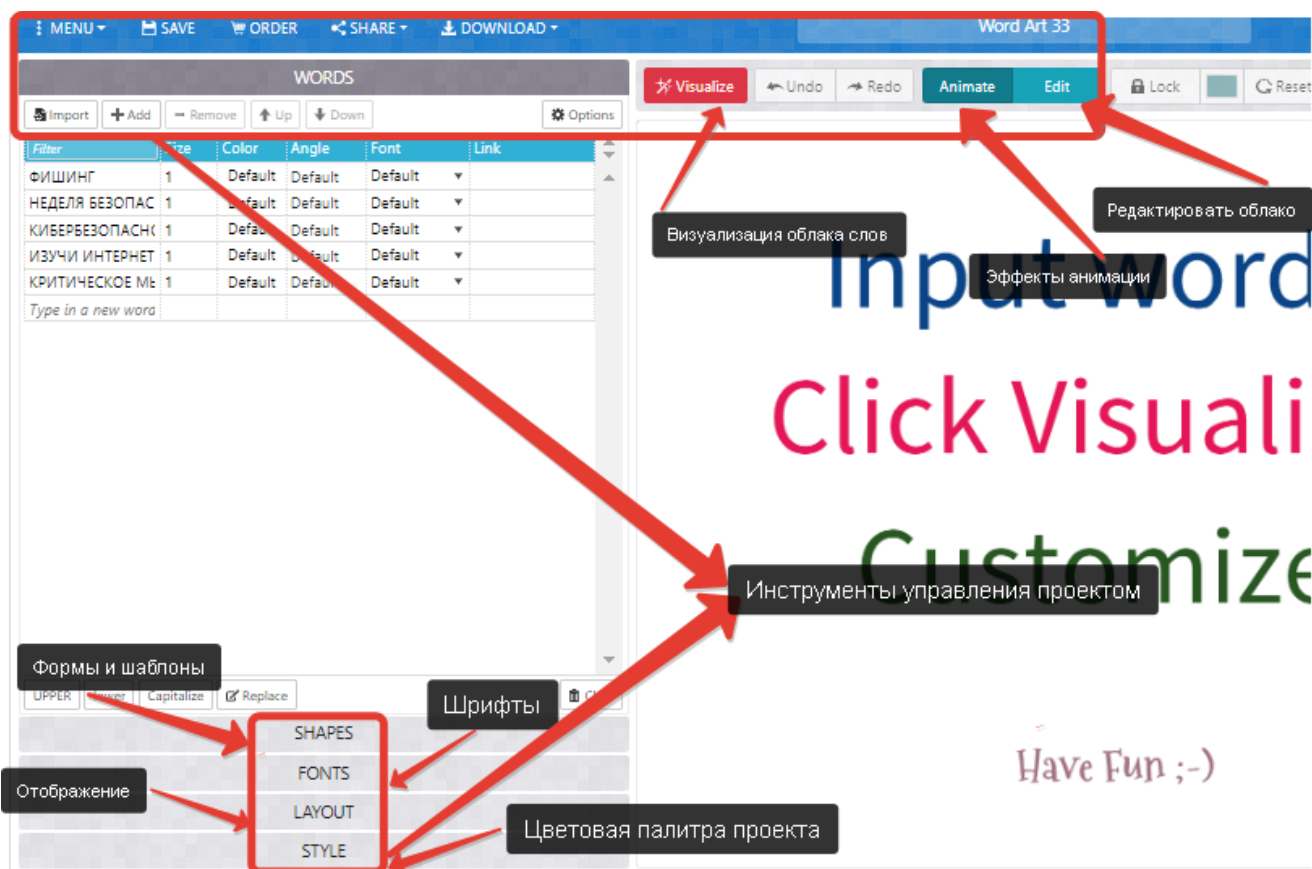 MENU SAVE ORDER SHARE DOWNLOAD Word Art 33
WORDS
Visualize Undo Redo Animate Edit Lock Reset
Import Add Remove Up Down Options
Filter Size Color Angle Font Link
ФИШИНГ 1 Default Default Default
НЕДЕЛЯ БЕЗОПАС 1 Default Default Default
КИБЕРБЕЗОПАСН 1 Default Default Default
ИЗУЧИ ИНТЕРНЕТ 1 Default Default Default
КРИТИЧЕСКОЕ МЬ 1 Default Default Default
Type in a new word
Редактировать облако
Визуализация облака слов
Эффекты анимации
Input word
Click Visuali
Customize
Инструменты управления проектом
Have Fun ;-)
Формы и шаблоны
UPPER Capitalize Replace
Шрифты
SHAPES
FONTS
Отображение
LAYOUT
Цветовая палитра проекта
STYLE